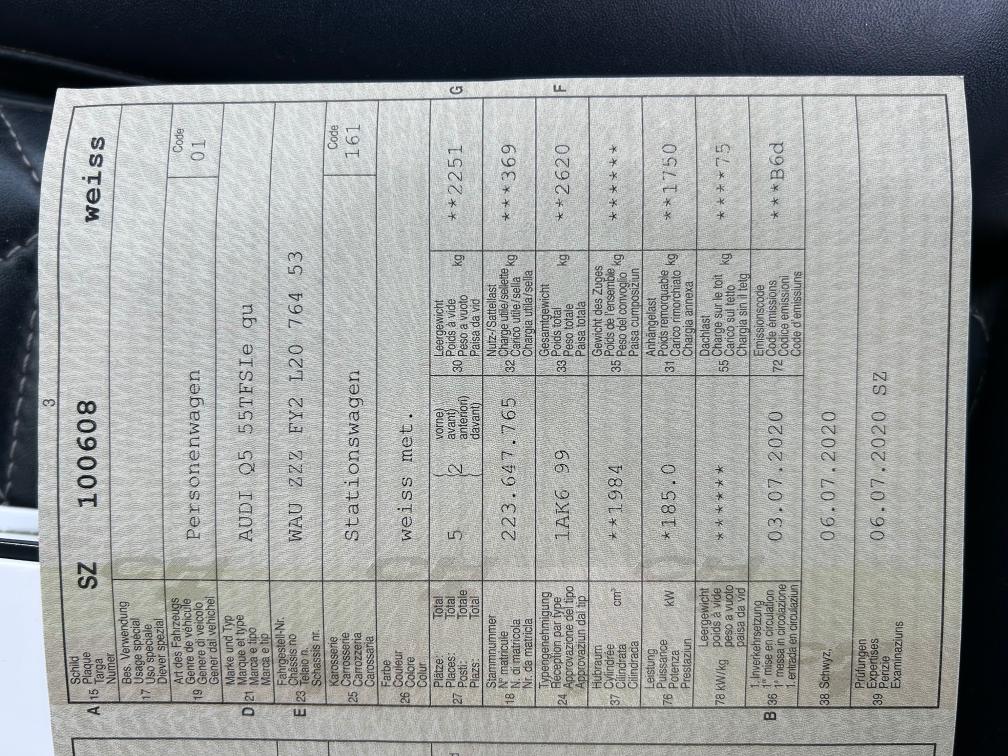 3
A 15 Schild
Plaque
Targa
Numer
SZ 100608 weiss
17 Bes. Verwendung
Usage spécial
Uso speciale
Diever spezial
19 Art des Fahrzeugs
Genre de véhicule
Genere di veicolo
Gener dal vehichel
Personenwagen
Code
01
D 21 Marke und Typ
Marque et type
Marca e tipo
Marca e tip
AUDI Q5 55TFSIe qu
E 23 Fahrgestell-Nr.
Châssis no
Telaio n.
Schassis nr.
WAU ZZZ FY2 L20 764 53
25 Karosserie
Carrosserie
Carrozzeria
Carossaria
Stationswagen
Code
161
26 Farbe
Couleur
Colore
Colur
weiss met.
27 Plätze: Total
Places: Total
Posti: Totale
Plazs: Total
5
(2 vorne)
avant)
anteriori)
davant)
30 Leergewicht
Poids à vide
Peso a vuoto kg
Paisa da vid
**2251
G
18 Stammnummer
N° matricule
N. di matricola
Nr. da matricla
223.647.765
32 Nutz-/Sattellast
Charge utile/sellette kg
Carico utile/sella
Chargia utila/sella
***369
24 Typengenehmigung
Réception par type
Approvazione del tipo
Approvaziun dal tip
1AK6 99
33 Gesamtgewicht
Poids total kg
Peso totale
Paisa totala
**2620
F
37 Hubraum
Cylindrée cm³
Cilindrata
Cilindrada
**1984
35 Gewicht des Zuges
Poids de l'ensemble kg
Peso del convoglio
Paisa cumposiziun
******
76 Leistung
Puissance kW
Potenza
Prestaziun
*185.0
31 Anhängelast
Poids remorquable kg
Carico rimorchiato
Chargia annexa
**1750
78 kW/kg Leergewicht
poids à vide
peso a vuoto
paisa da vid
******
55 Dachlast
Charge sur le toit kg
Carico sul tetto
Chargia sin il tetg
****75
B 36 1. Inverkehrsetzung
1re mise en circulation
1a messa in circolazione
1. entrada en circulaziun
03.07.2020
72 Emissionscode
Code émissions
Codice emissioni
Code d'emissiuns
***B6d
38 Schwyz,
06.07.2020
39 Prüfungen
Expertises
Perizie
Examinaziuns
06.07.2020 SZ